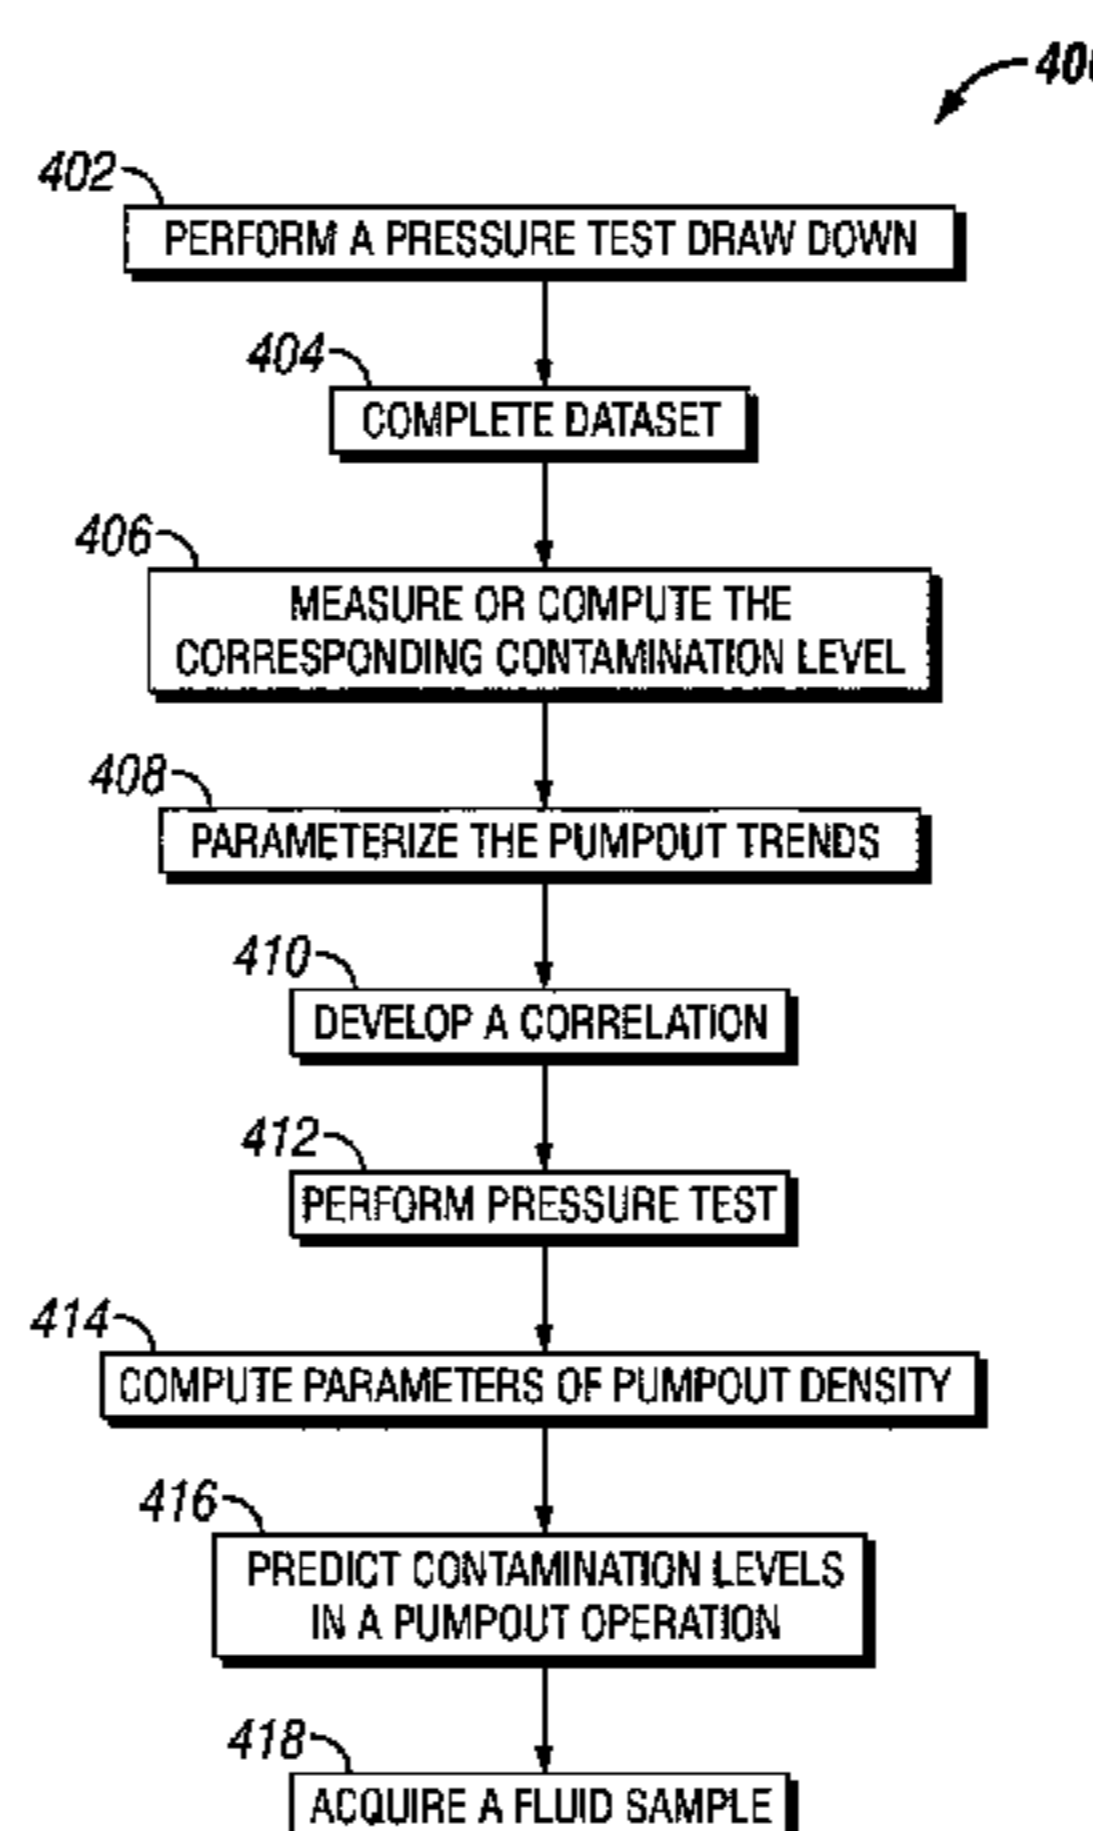 402
PERFORM A PRESSURE TEST DRAW DOWN
404
COMPLETE DATASET
406
MEASURE OR COMPUTE THE
CORRESPONDING CONTAMINATION LEVEL
408
PARAMETERIZE THE PUMPOUT TRENDS
410
DEVELOP A CORRELATION
412
PERFORM PRESSURE TEST
414
COMPUTE PARAMETERS OF PUMPOUT DENSITY
416
PREDICT CONTAMINATION LEVELS
IN A PUMPOUT OPERATION
418
ACQUIRE A FLUID SAMPLE